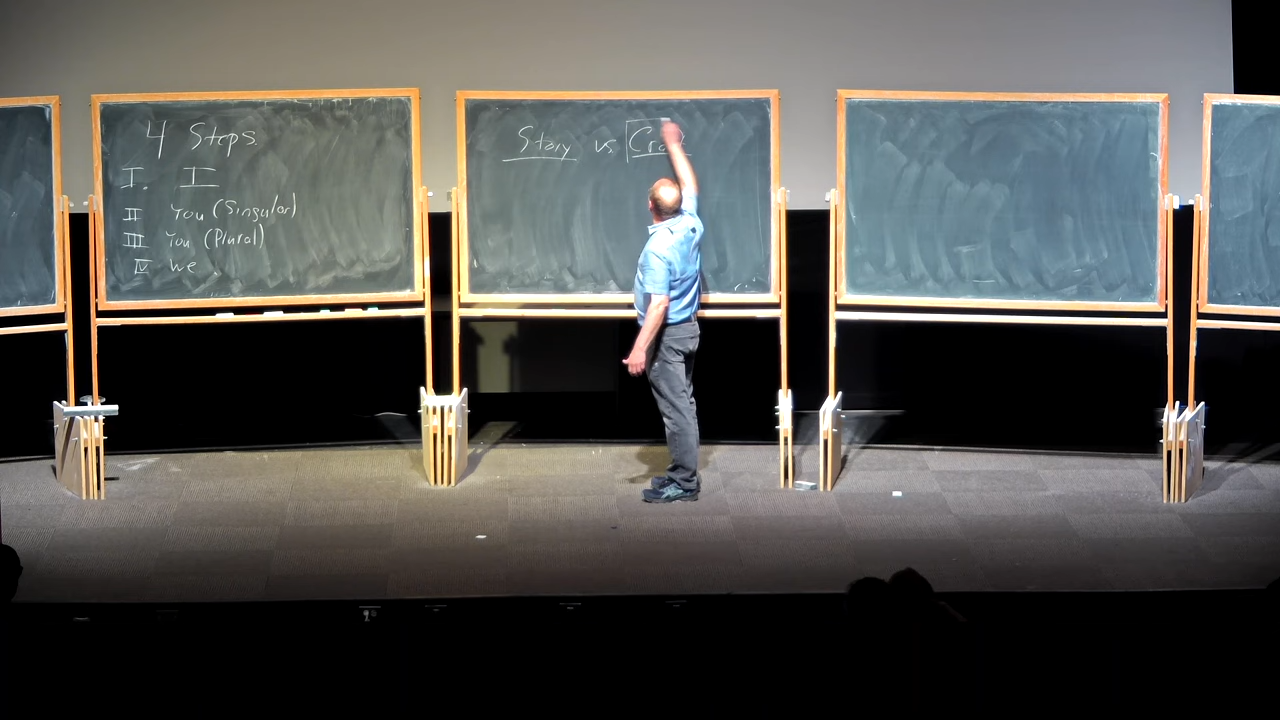 4 Steps
I. I
II You (Singular)
III You (Plural)
IV We
Story vs.